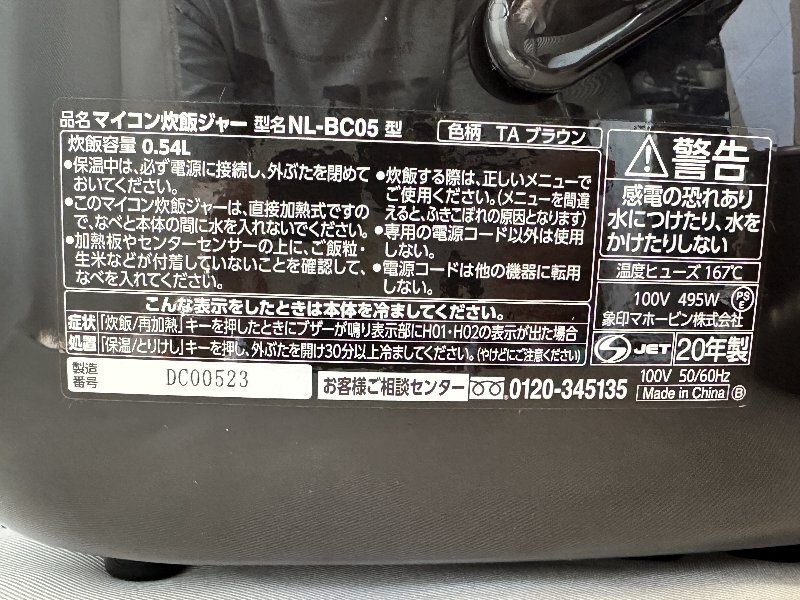 品名 マイコン炊飯ジャー 型名 NL-BC05 型
色柄 TA ブラウン
炊飯容量 0.54L
●保温中は、必ず電源に接続し、外ぶたを閉めて
おいてください。
●このマイコン炊飯ジャーは、直接加熱式ですの
で、なべと本体の間に水を入れないでください。
●加熱板やセンターセンサーの上に、ご飯粒・
生米などが付着していないことを確認して、
なべを入れてください。
●炊飯する際は、正しいメニューで
ご使用ください。(メニューを間違
えると、ふきこぼれの原因となります)
●専用の電源コード以外は使用
しない。
●電源コードは他の機器に転用
しない。
こんな表示をしたときは本体を冷ましてください。
症状 「炊飯/再加熱」キーを押したときにブザーが鳴り表示部にH01・H02の表示が出た場合
処置 「保温/とりけし」キーを押し、外ぶたを開け30分以上冷ましてください。(やけどにご注意ください)
製造
番号
DC00523
お客様ご相談センター 0120-345135
警告
感電の恐れあり
水につけたり、水を
かけたりしない
温度ヒューズ 167℃
100V 495W PSE
象印マホービン株式会社
S JET 20年製
100V 50/60Hz
Made in China B